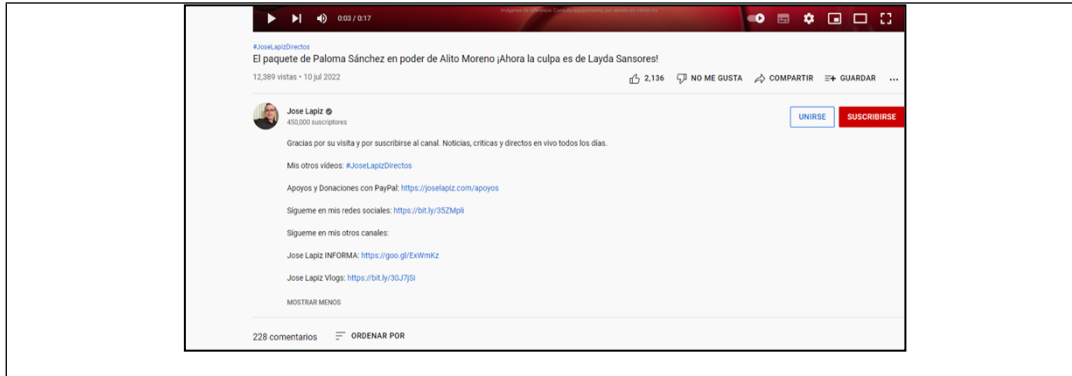 0:03 / 0:17
#JoseLapizDirectos
El paquete de Paloma Sánchez en poder de Alito Moreno ¡Ahora la culpa es de Layda Sansores!
12,389 vistas • 10 jul 2022
2,136 NO ME GUSTA COMPARTIR GUARDAR ...
Jose Lapiz
450,000 suscriptores
UNIRSE SUSCRIBIRSE
Gracias por su visita y por suscribirse al canal. Noticias, criticas y directos en vivo todos los días.
Mis otros vídeos: #JoseLapizDirectos
Apoyos y Donaciones con PayPal: https://joselapiz.com/apoyos
Sígueme en mis redes sociales: https://bit.ly/35ZMpli
Sígueme en mis otros canales:
Jose Lapiz INFORMA: https://goo.gl/ExWmKz
Jose Lapiz Vlogs: https://bit.ly/30J7jSi
MOSTRAR MENOS
228 comentarios ORDENAR POR